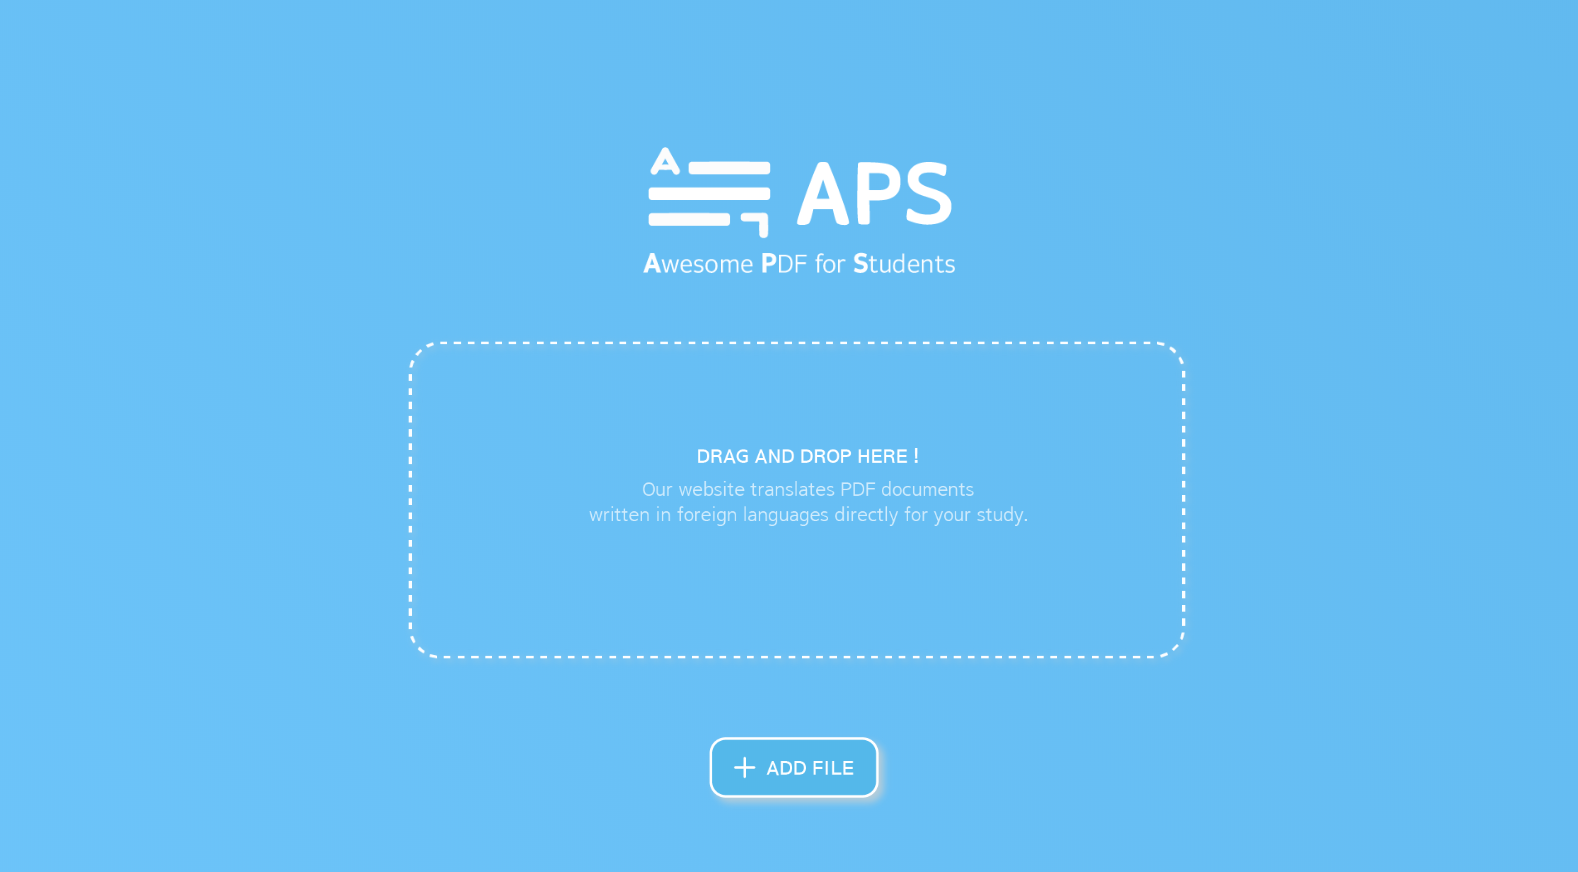 APS
Awesome PDF for Students
DRAG AND DROP HERE !
Our website translates PDF documents
written in foreign languages directly for your study.
ADD FILE